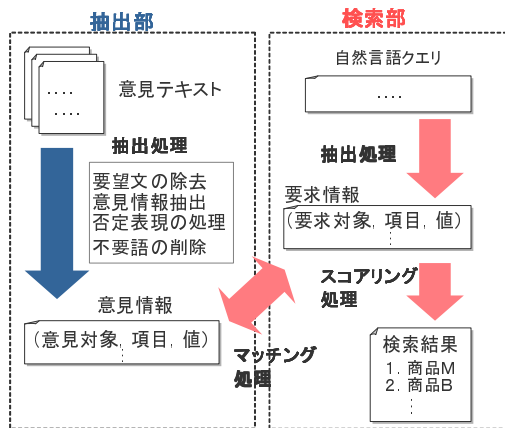 抽出部
意見テキスト
....
....
抽出処理
要望文の除去
意見情報抽出
否定表現の処理
不要語の削除
意見情報
(意見対象, 項目, 値)
⋮
マッチング
処理
検索部
自然言語クエリ
....
抽出処理
要求情報
(要求対象, 項目, 値)
⋮
スコアリング
処理
検索結果
1. 商品M
2. 商品B
⋮